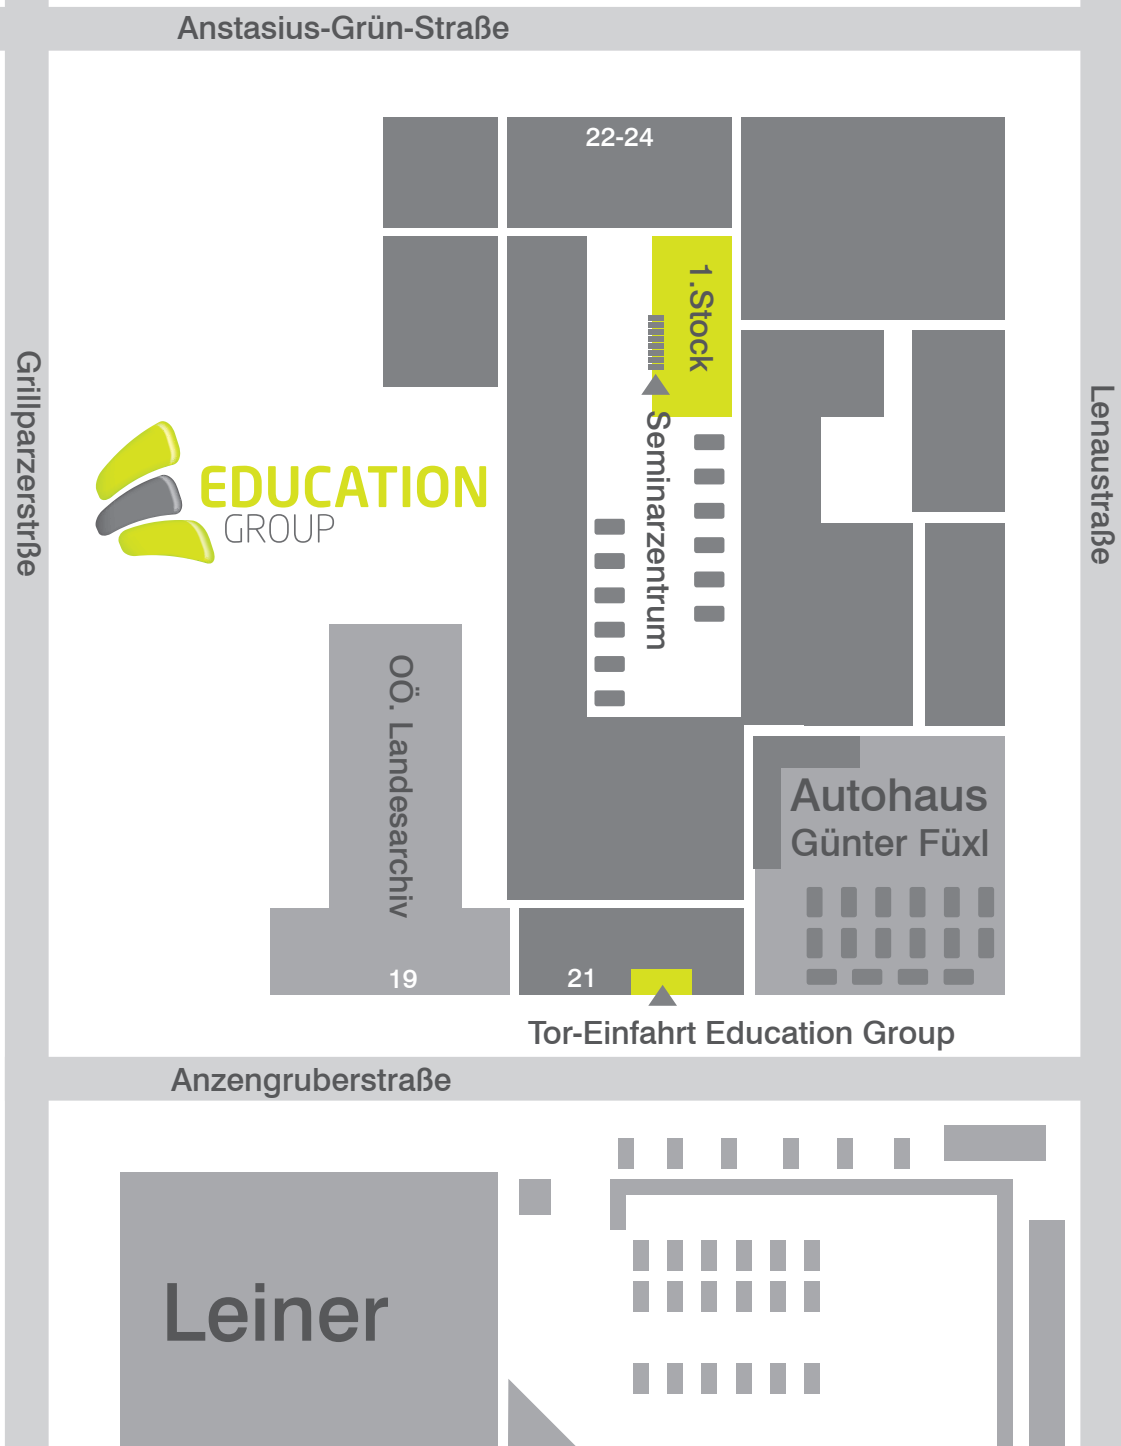 Anstasius-Grün-Straße
22-24
1.Stock
Grillparzerstrße
Lenaustraße
Seminarzentrum
EDUCATION
GROUP
OÖ. Landesarchiv
Autohaus
Günter Füxl
19
21
Tor-Einfahrt Education Group
Anzengruberstraße
Leiner